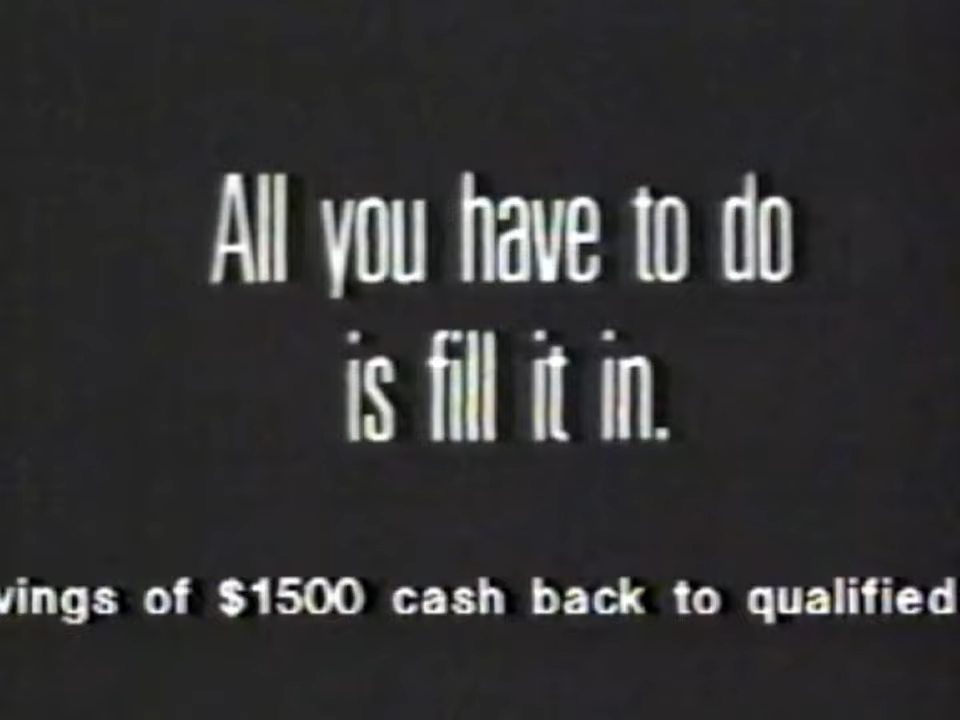 All you have to do
is fill it in.
vings of $1500 cash back to qualified